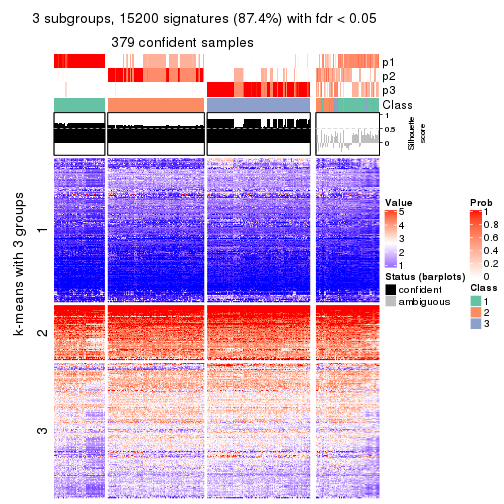 3 subgroups, 15200 signatures (87.4%) with fdr < 0.05
379 confident samples
p1
p2
p3
Class
1
0.5
0
Silhouette
score
k-means with 3 groups
1
2
3
Value
5
4
3
2
1
Prob
1
0.8
0.6
0.4
0.2
0
Status (barplots)
confident
ambiguous
Class
1
2
3